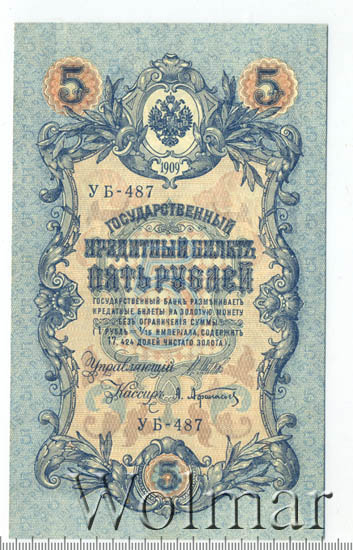 5 5
1909
УБ-487
ГОСУДАРСТВЕННЫЙ
КРЕДИТНЫЙ БИЛЕТЪ
ПЯТЬ РУБЛЕЙ
ГОСУДАРСТВЕННЫЙ БАНКЪ РАЗМѢНИВАЕТЪ
КРЕДИТНЫЕ БИЛЕТЫ НА ЗОЛОТУЮ МОНЕТУ
БЕЗЪ ОГРАНИЧЕНІЯ СУММЫ
(1 РУБЛЬ = 1/15 ИМПЕРІАЛА, СОДЕРЖИТЪ
17,424 ДОЛЕЙ ЧИСТАГО ЗОЛОТА)
Управляющій
Кассиръ
УБ-487
5
Wolmar